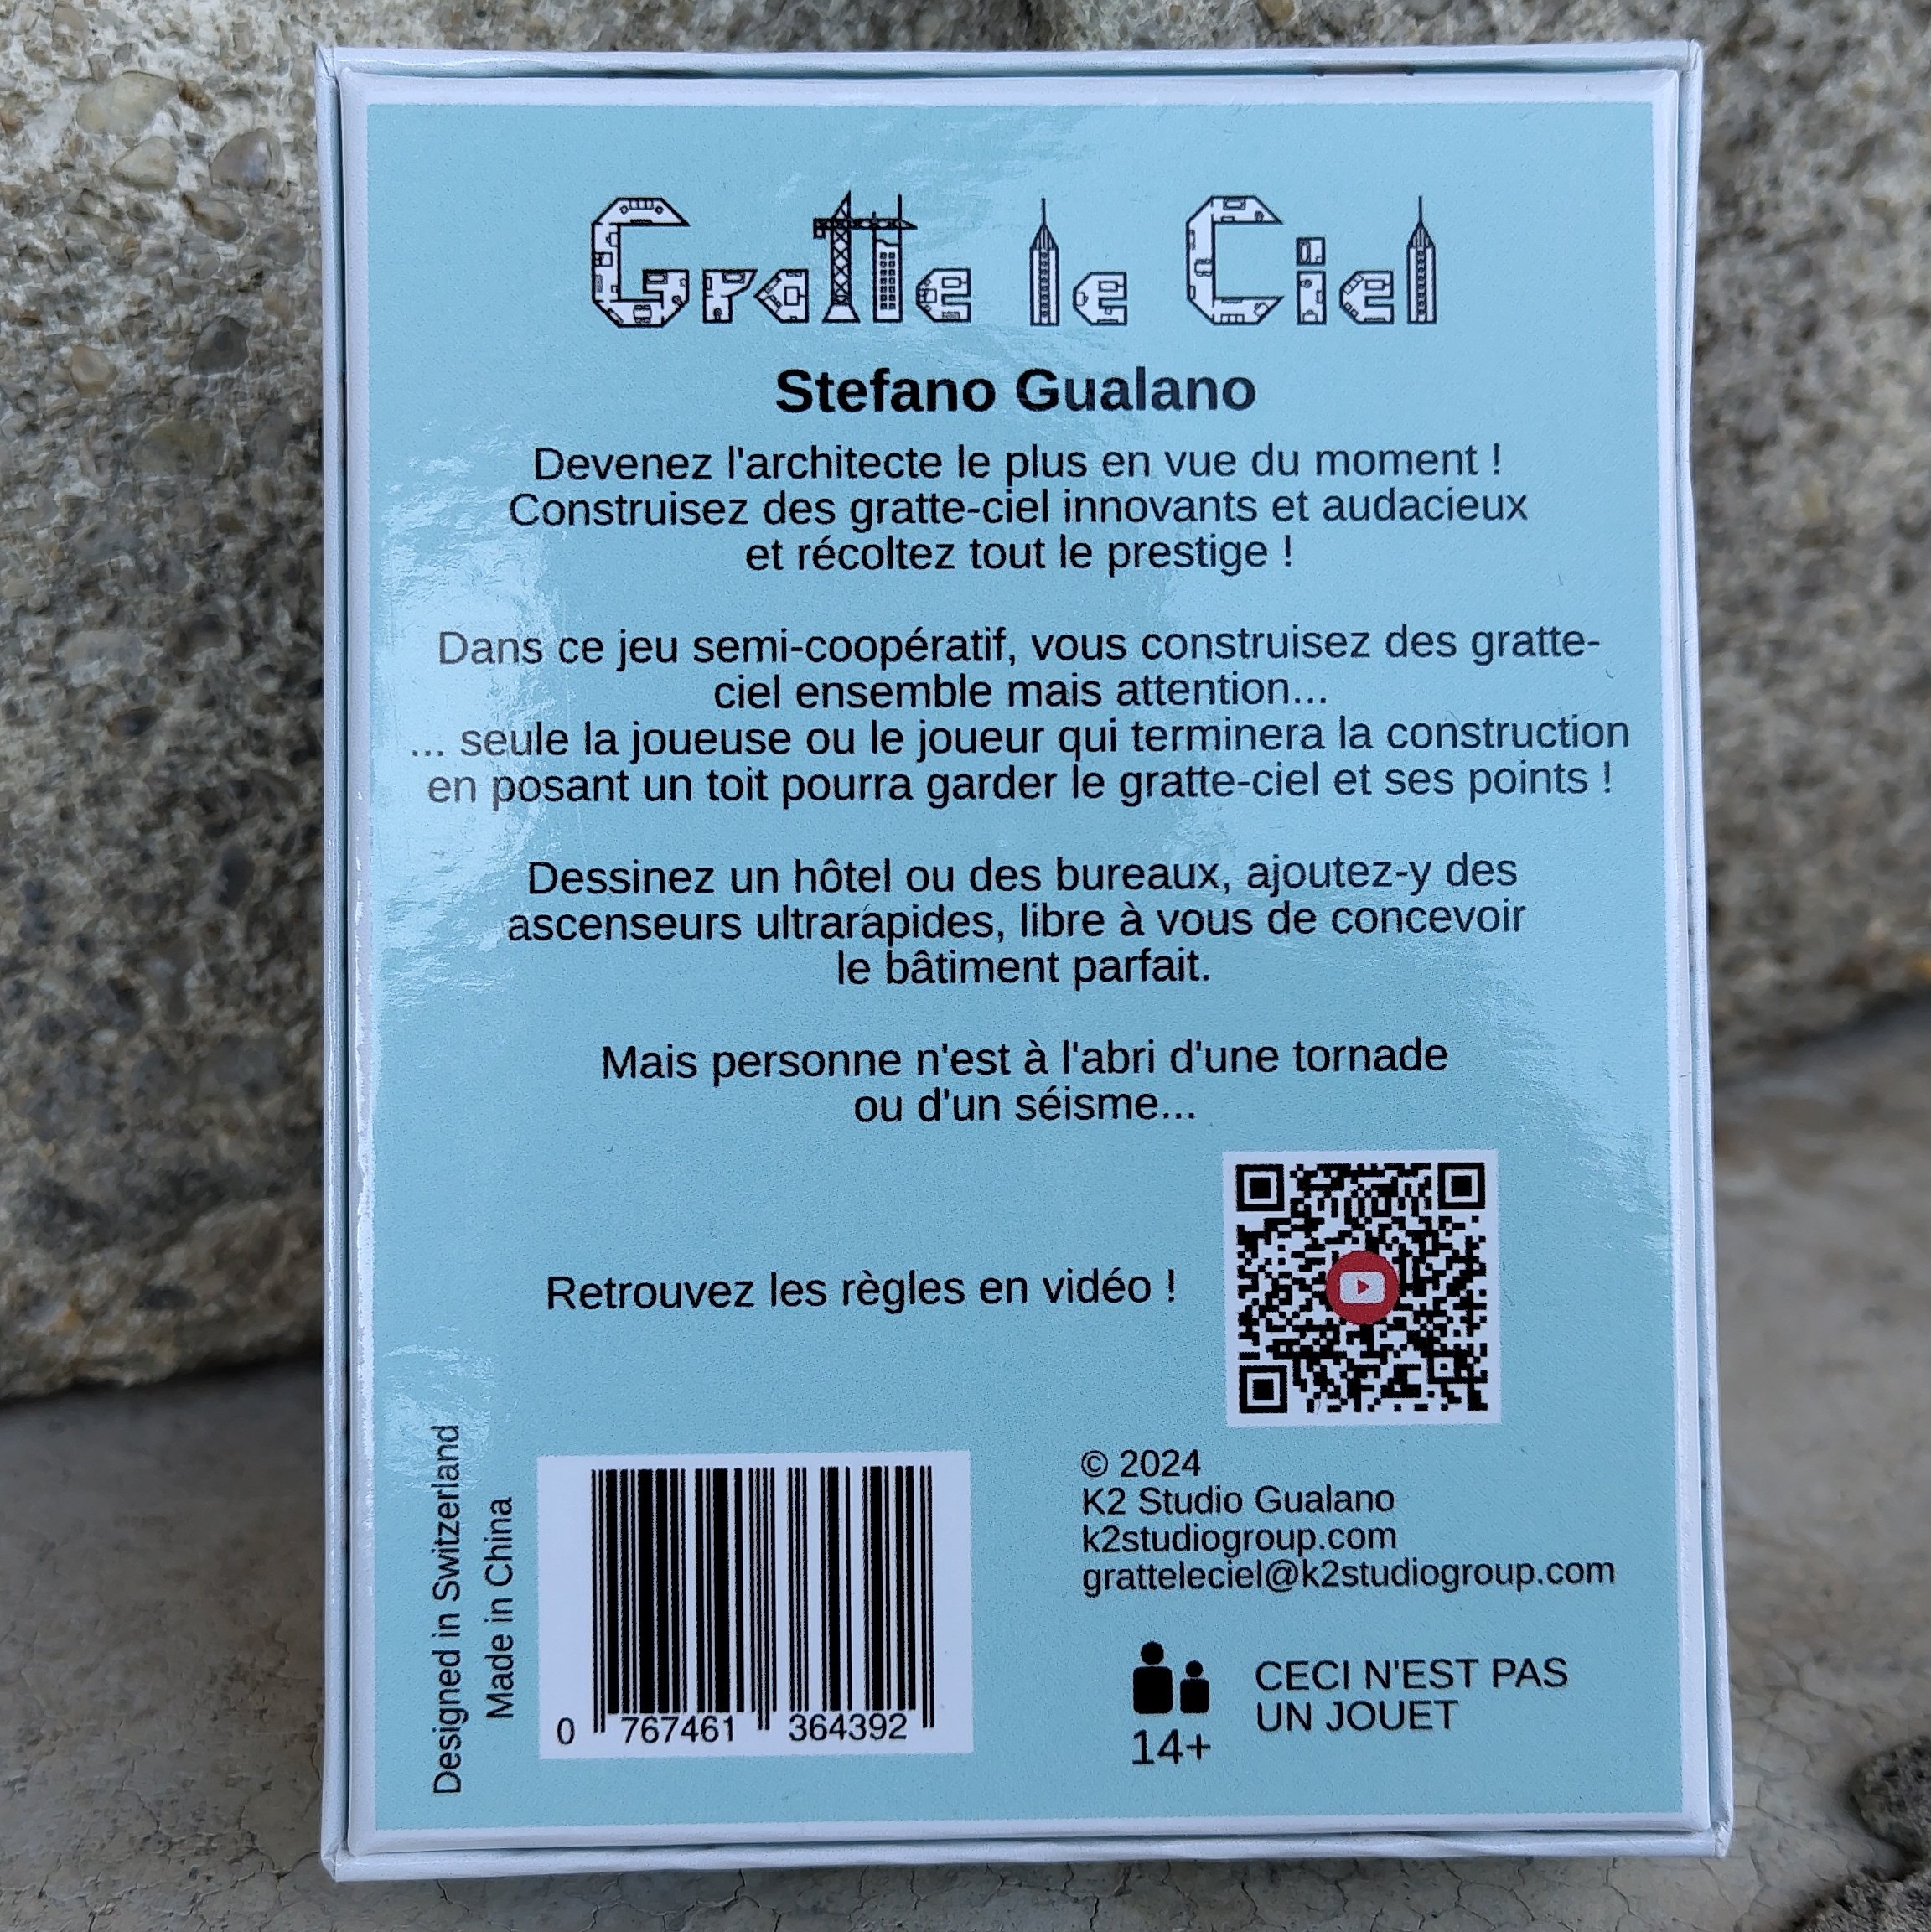 Gratte le Ciel
Stefano Gualano
Devenez l'architecte le plus en vue du moment !
Construisez des gratte-ciel innovants et audacieux
et récoltez tout le prestige !
Dans ce jeu semi-coopératif, vous construisez des gratte-
ciel ensemble mais attention...
... seule la joueuse ou le joueur qui terminera la construction
en posant un toit pourra garder le gratte-ciel et ses points !
Dessinez un hôtel ou des bureaux, ajoutez-y des
ascenseurs ultrarapides, libre à vous de concevoir
le bâtiment parfait.
Mais personne n'est à l'abri d'une tornade
ou d'un séisme...
Retrouvez les règles en vidéo !
Designed in Switzerland
Made in China
0 767461 364392
© 2024
K2 Studio Gualano
k2studiogroup.com
gratteleciel@k2studiogroup.com
14+
CECI N'EST PAS
UN JOUET